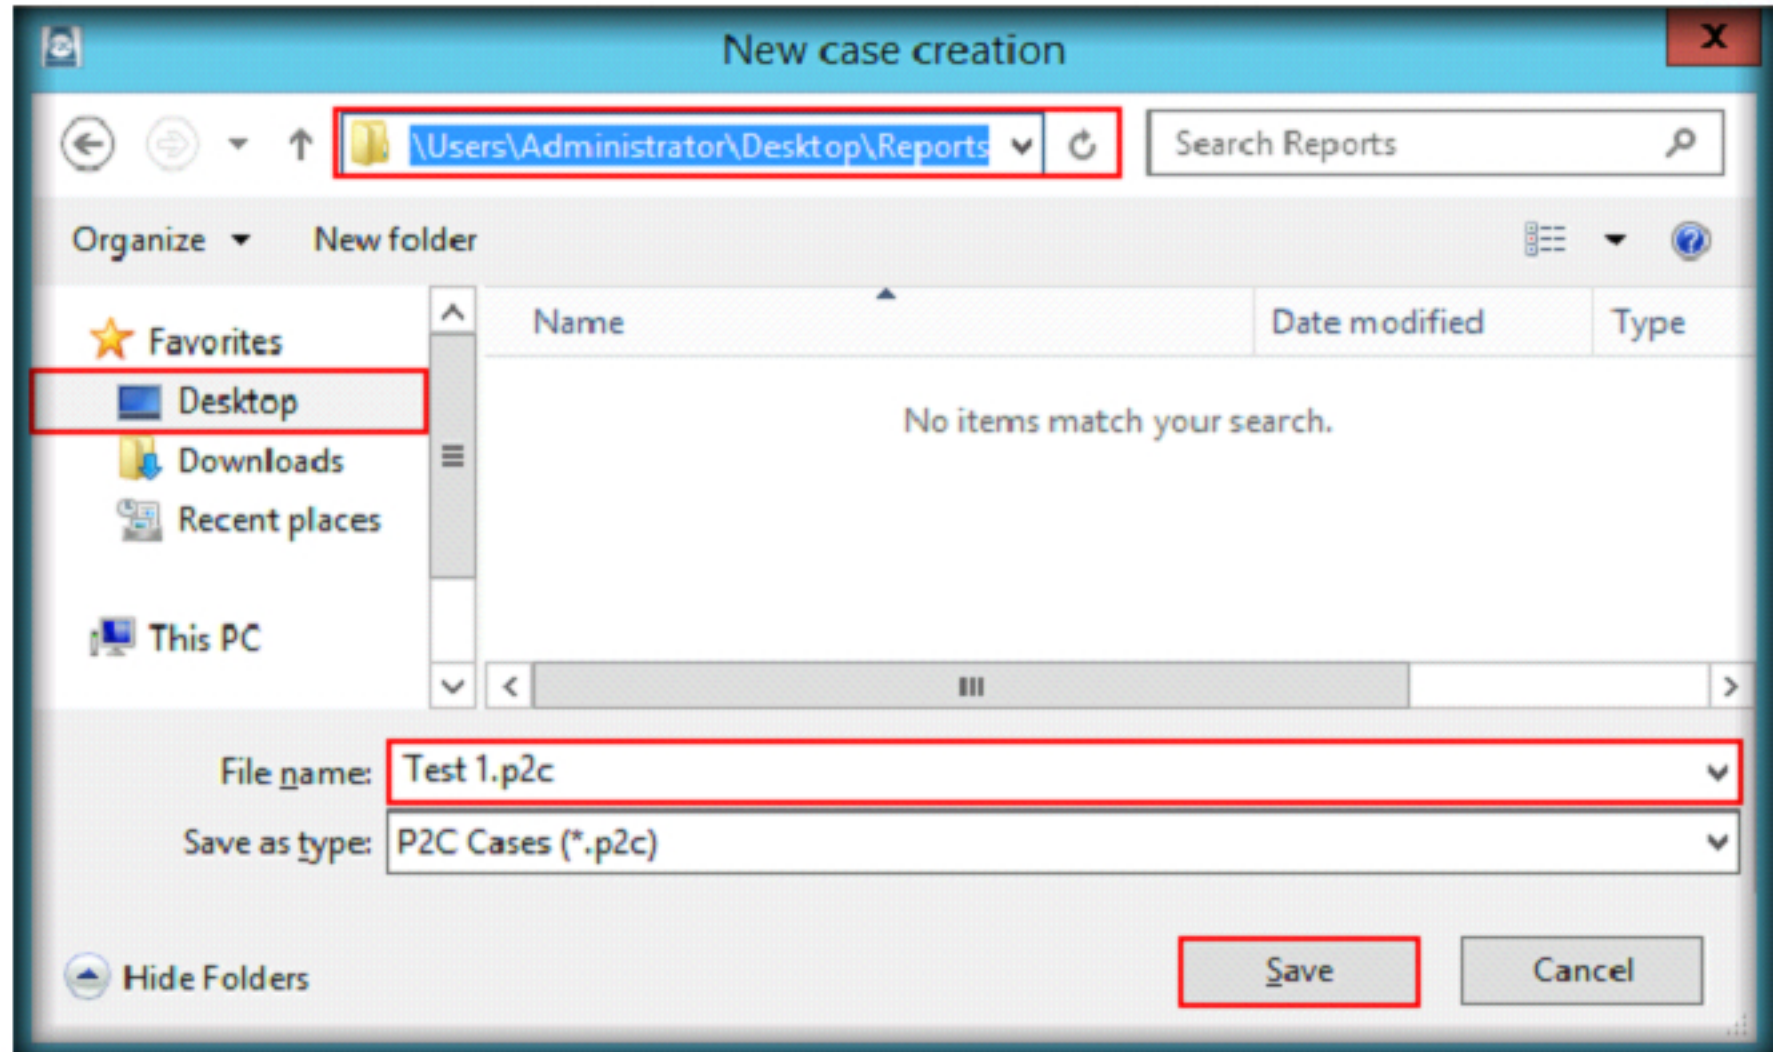 New case creation
x
\Users\Administrator\Desktop\Reports
Search Reports
Organize
New folder
Favorites
Desktop
Downloads
Recent places
This PC
Name
Date modified
Type
No items match your search.
File name:
Test 1.p2c
Save as type:
P2C Cases (*.p2c)
Hide Folders
Save
Cancel